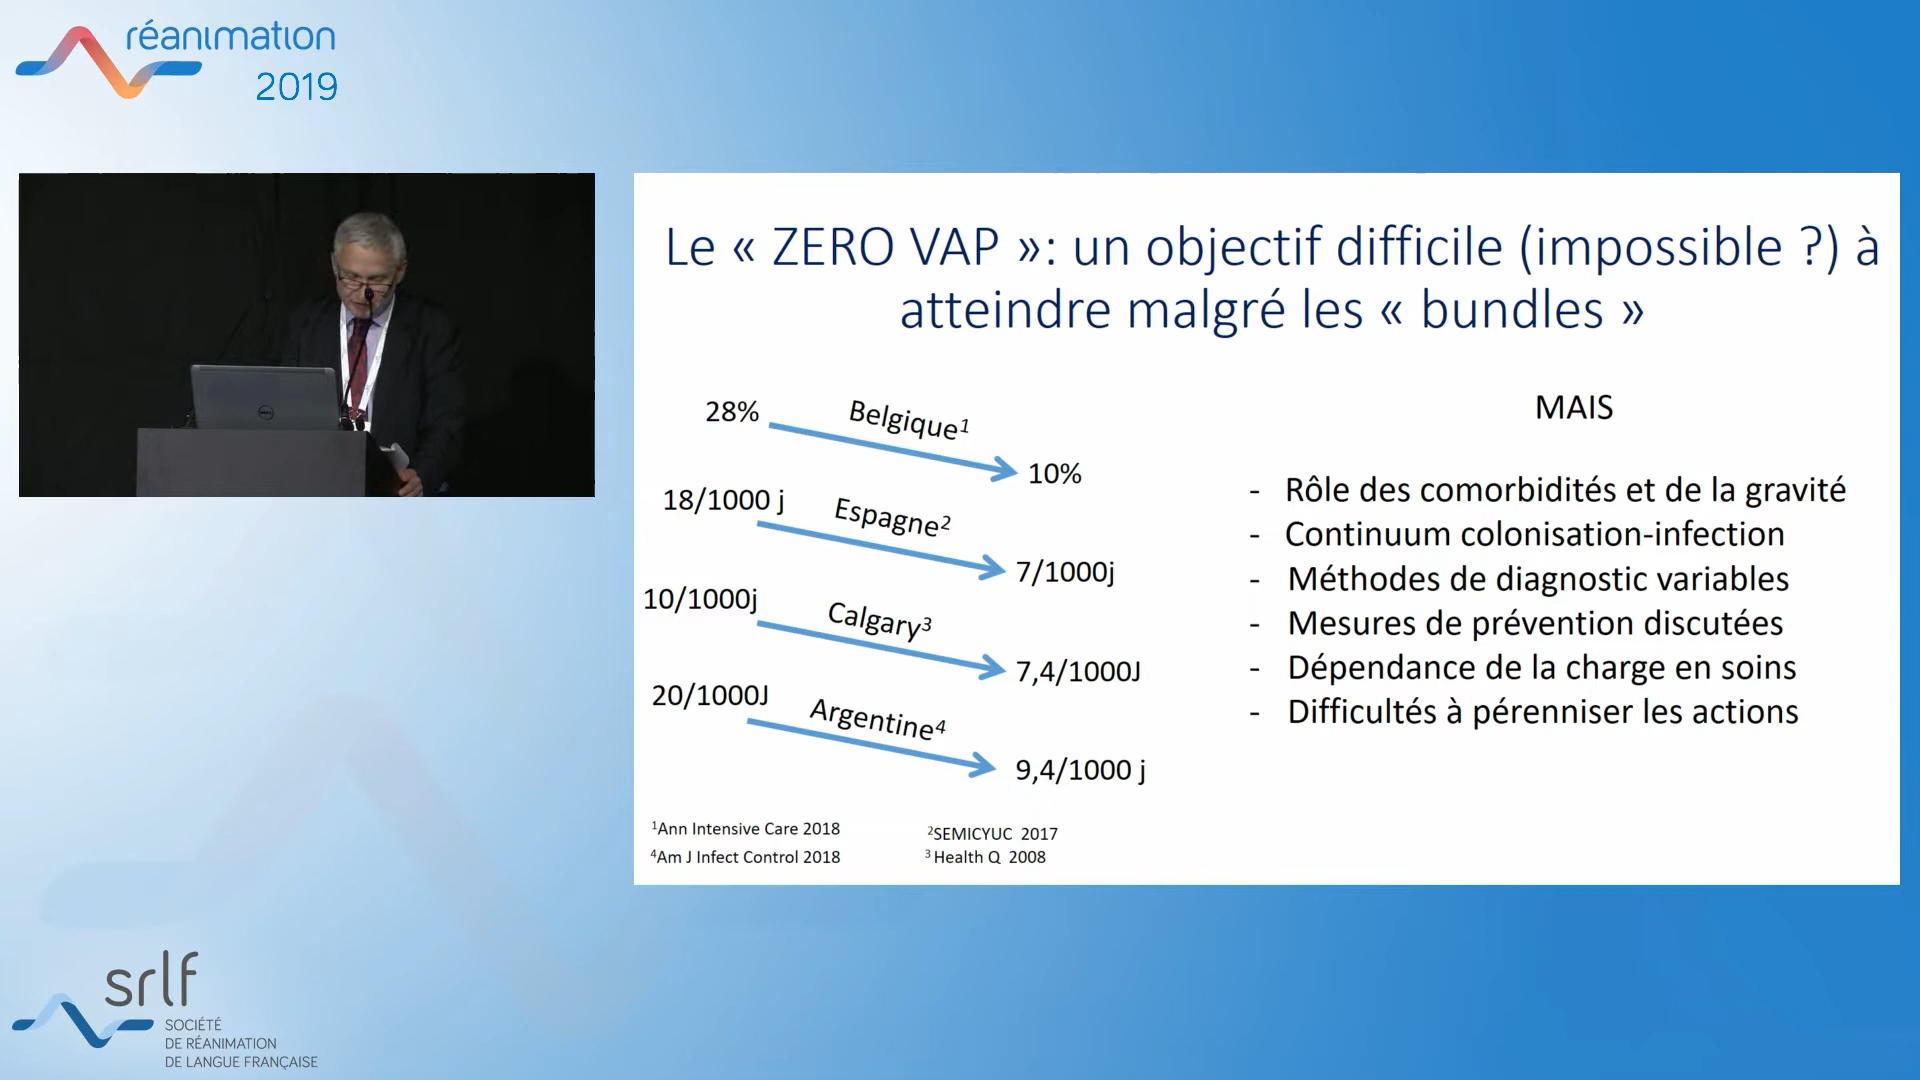 réanimation
2019
Le « ZERO VAP »: un objectif difficile (impossible ?) à
atteindre malgré les « bundles »
28%
Belgique1
10%
18/1000 j
Espagne2
7/1000j
10/1000j
Calgary3
7,4/1000J
20/1000J
Argentine4
9,4/1000 j
MAIS
- Rôle des comorbidités et de la gravité
- Continuum colonisation-infection
- Méthodes de diagnostic variables
- Mesures de prévention discutées
- Dépendance de la charge en soins
- Difficultés à pérenniser les actions
1Ann Intensive Care 2018
2SEMICYUC 2017
4Am J Infect Control 2018
3 Health Q 2008
srlf
SOCIÉTÉ
DE RÉANIMATION
DE LANGUE FRANÇAISE